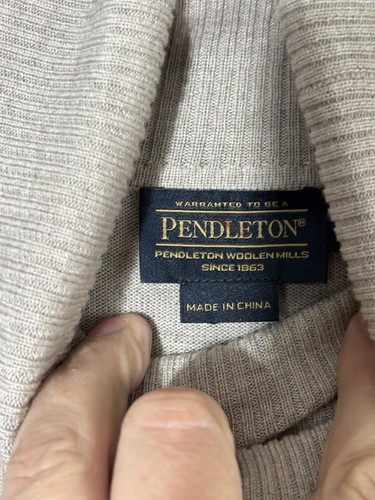 WARRANTED TO BE A
PENDLETON®
PENDLETON WOOLEN MILLS
SINCE 1863
MADE IN CHINA